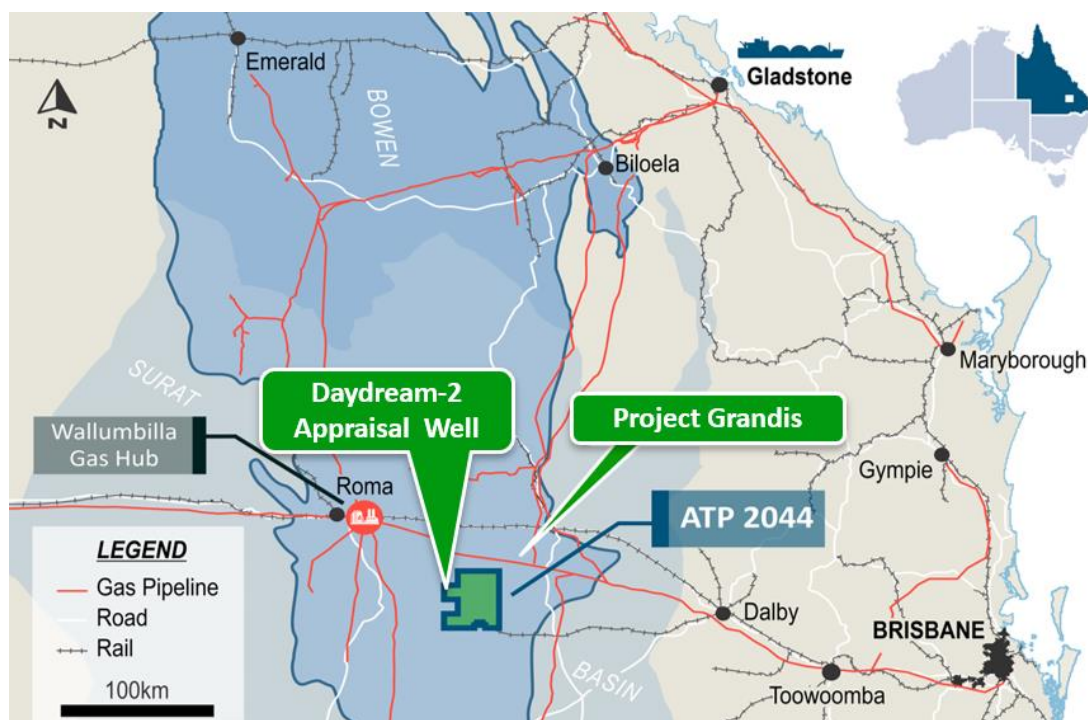 Emerald
Gladstone
N
BOWEN
Biloela
Maryborough
SURAT
Daydream-2
Appraisal Well
Project Grandis
Wallumbilla
Gas Hub
Gympie
Roma
ATP 2044
LEGEND
Gas Pipeline
Road
Rail
100km
Dalby
BRISBANE
BASIN
Toowoomba